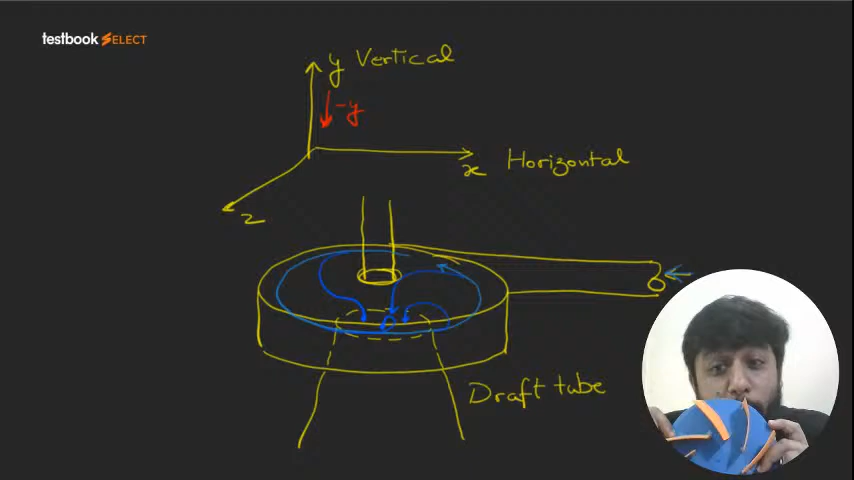 testbook SELECT
y Vertical
-y
x Horizontal
z
Draft tube